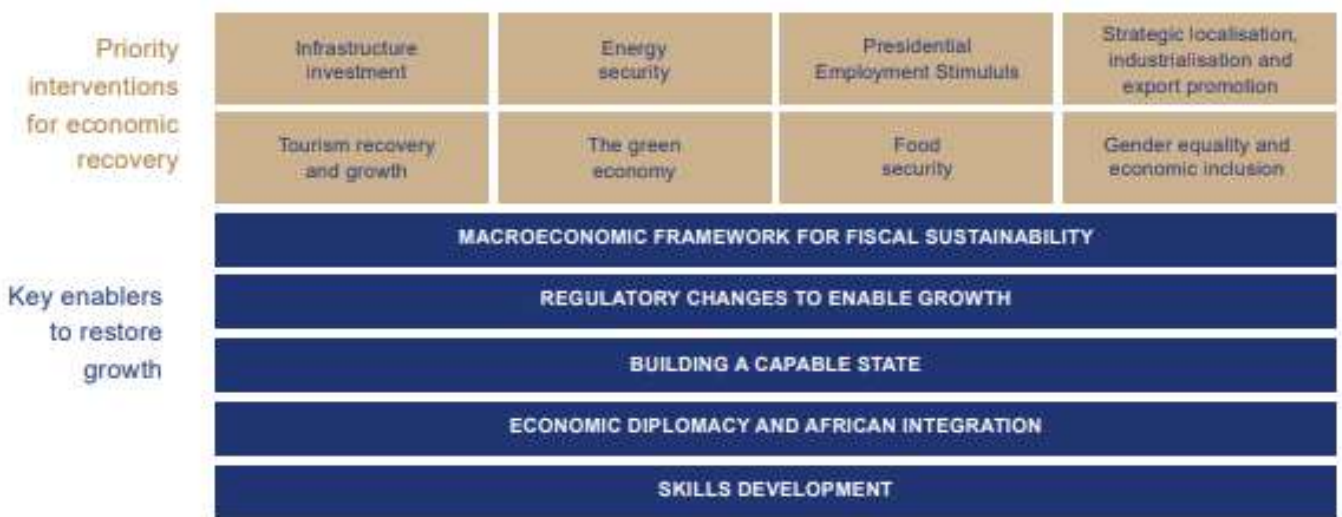 Priority
interventions
for economic
recovery
Infrastructure
investment
Energy
security
Presidential
Employment Stimululs
Strategic localisation,
industrialisation and
export promotion
Tourism recovery
and growth
The green
economy
Food
security
Gender equality and
economic inclusion
Key enablers
to restore
growth
MACROECONOMIC FRAMEWORK FOR FISCAL SUSTAINABILITY
REGULATORY CHANGES TO ENABLE GROWTH
BUILDING A CAPABLE STATE
ECONOMIC DIPLOMACY AND AFRICAN INTEGRATION
SKILLS DEVELOPMENT